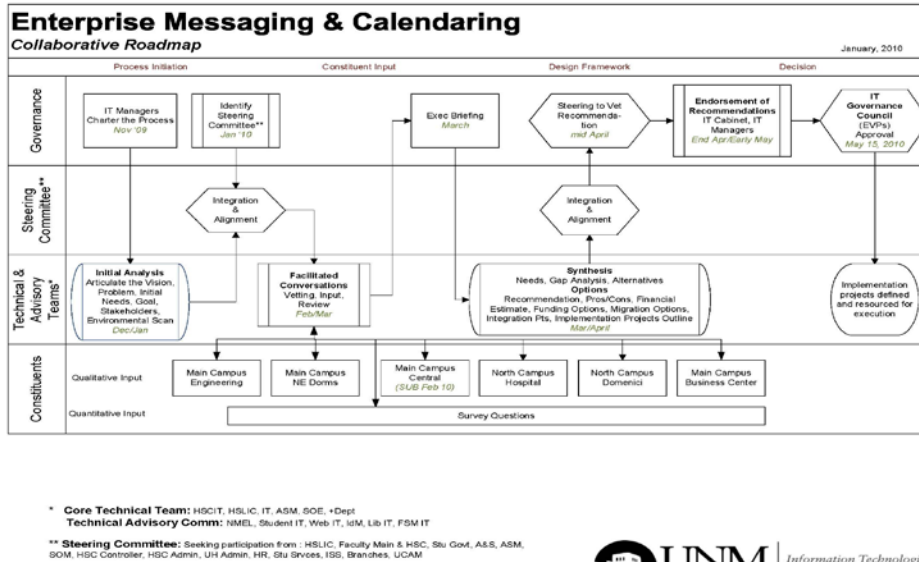 Enterprise Messaging & Calendaring
Collaborative Roadmap
January, 2010
Process Initiation
Constituent Input
Design Framework
Decision
Governance
IT Managers
Charter the Process
Nov '09
Identify
Steering
Committee**
Jan '10
Exec Briefing
March
Steering to Vet
Recommenda-
tion
mid April
Endorsement of
Recommendations
IT Cabinet, IT
Managers
End Apr/Early May
IT
Governance
Council
(EVPs)
Approval
May 15, 2010
Steering
Committee**
Integration
&
Alignment
Integration
&
Alignment
Technical &
Advisory
Teams*
Initial Analysis
Articulate the Vision,
Problem, Initial
Needs, Goal,
Stakeholders,
Environmental Scan
Dec/Jan
Facilitated
Conversations
Vetting, Input,
Review
Feb/Mar
Synthesis
Needs, Gap Analysis, Alternatives
Options
Recommendation, Pros/Cons, Financial
Estimate, Funding Options, Migration Options,
Integration Pts, Implementation Projects Outline
Mar/April
Implementation
projects defined
and resourced for
execution
Constituents
Qualitative Input
Main Campus
Engineering
Main Campus
NE Dorms
Main Campus
Central
(SUB Feb 10)
North Campus
Hospital
North Campus
Domenici
Main Campus
Business Center
Quantitative Input
Survey Questions
* Core Technical Team: HSCIT, HSLIC, IT, ASM, SOE, +Dept
Technical Advisory Comm: NMEL, Student IT, Web IT, IdM, Lib IT, FSM IT
** Steering Committee: Seeking participation from : HSLIC, Faculty Main & HSC, Stu Govt, A&S, ASM,
SOM, HSC Controller, HSC Admin, UH Admin, HR, Stu Srvces, ISS, Branches, UCAM
UNM
Information Technologi